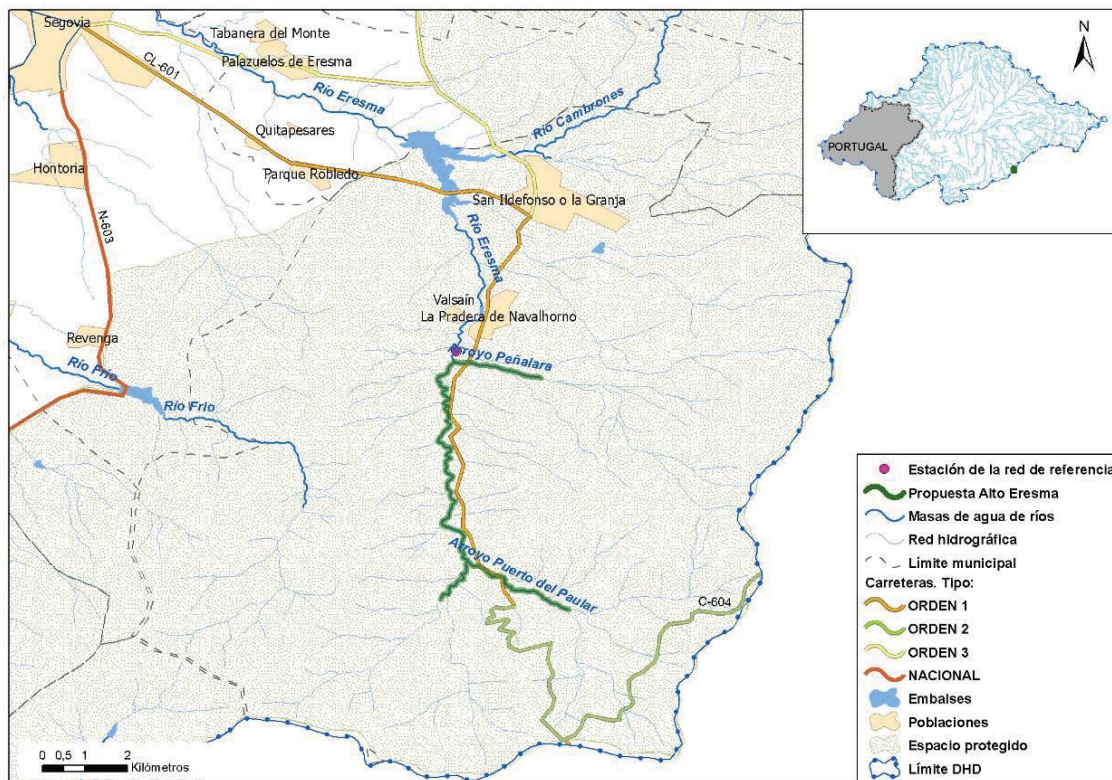 Segovia
Tabanera del Monte
Palazuelos de Eresma
CL-601
Río Eresma
Río Cambrones
Quitapesares
Hontoria
Parque Robledo
San Ildefonso o la Granja
N-603
Río Eresma
Valsaín
La Pradera de Navalhorno
Revenga
Arroyo Peñalara
Río Frío
Río Frio
Arroyo Puerto del Paular
C-604
0 0,5 1 2
Kilómetros
N
PORTUGAL
Estación de la red de referencia
Propuesta Alto Eresma
Masas de agua de ríos
Red hidrográfica
Límite municipal
Carreteras. Tipo:
ORDEN 1
ORDEN 2
ORDEN 3
NACIONAL
Embalses
Poblaciones
Espacio protegido
Límite DHD